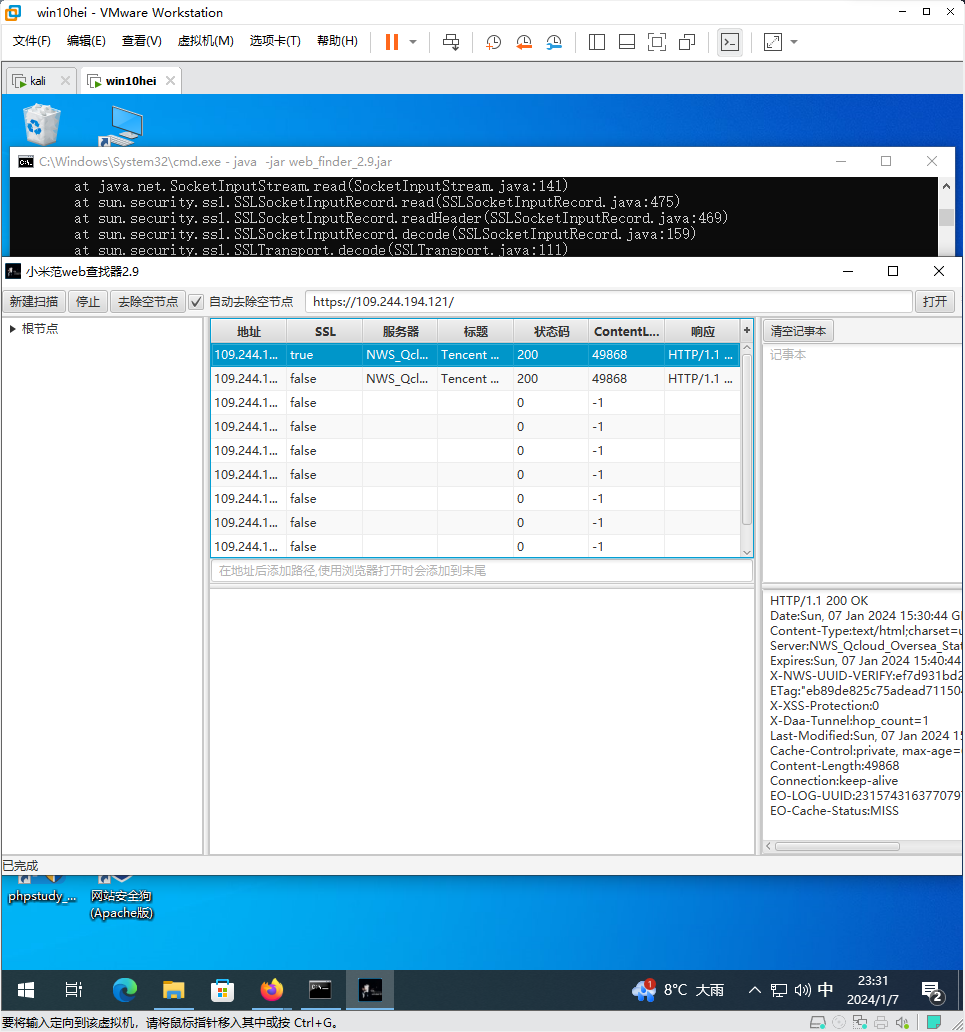 win10hei - VMware Workstation
文件(F) 编辑(E) 查看(V) 虚拟机(M) 选项卡(T) 帮助(H)
kali win10hei
C:\Windows\System32\cmd.exe - java -jar web_finder_2.9.jar
at java.net.SocketInputStream.read(SocketInputStream.java:141)
at sun.security.ssl.SSLSocketInputRecord.read(SSLSocketInputRecord.java:475)
at sun.security.ssl.SSLSocketInputRecord.readHeader(SSLSocketInputRecord.java:469)
at sun.security.ssl.SSLSocketInputRecord.decode(SSLSocketInputRecord.java:159)
at sun.security.ssl.SSLTransport.decode(SSLTransport.java:111)
小米范web查找器2.9
新建扫描 停止 去除空节点 自动去除空节点 https://109.244.194.121/ 打开
根节点
地址 SSL 服务器 标题 状态码 ContentL... 响应 +
109.244.1... true NWS_Qcl... Tencent ... 200 49868 HTTP/1.1 ...
109.244.1... false NWS_Qcl... Tencent ... 200 49868 HTTP/1.1 ...
109.244.1... false 0 -1
109.244.1... false 0 -1
109.244.1... false 0 -1
109.244.1... false 0 -1
109.244.1... false 0 -1
109.244.1... false 0 -1
109.244.1... false 0 -1
在地址后添加路径,使用浏览器打开时会添加到末尾
清空记事本
记事本
HTTP/1.1 200 OK
Date:Sun, 07 Jan 2024 15:30:44 G
Content-Type:text/html;charset=u
Server:NWS_Qcloud_Oversea_Stat
Expires:Sun, 07 Jan 2024 15:40:44
X-NWS-UUID-VERIFY:ef7d931bd2
ETag:"eb89de825c75adead71150
X-XSS-Protection:0
X-Daa-Tunnel:hop_count=1
Last-Modified:Sun, 07 Jan 2024 15
Cache-Control:private, max-age=
Content-Length:49868
Connection:keep-alive
EO-LOG-UUID:231574316377079
EO-Cache-Status:MISS
已完成
phpstudy_... 网站安全狗
(Apache版)
1 8°C 大雨 中 23:31
2024/1/7 2
要将输入定向到该虚拟机，请将鼠标指针移入其中或按 Ctrl+G。